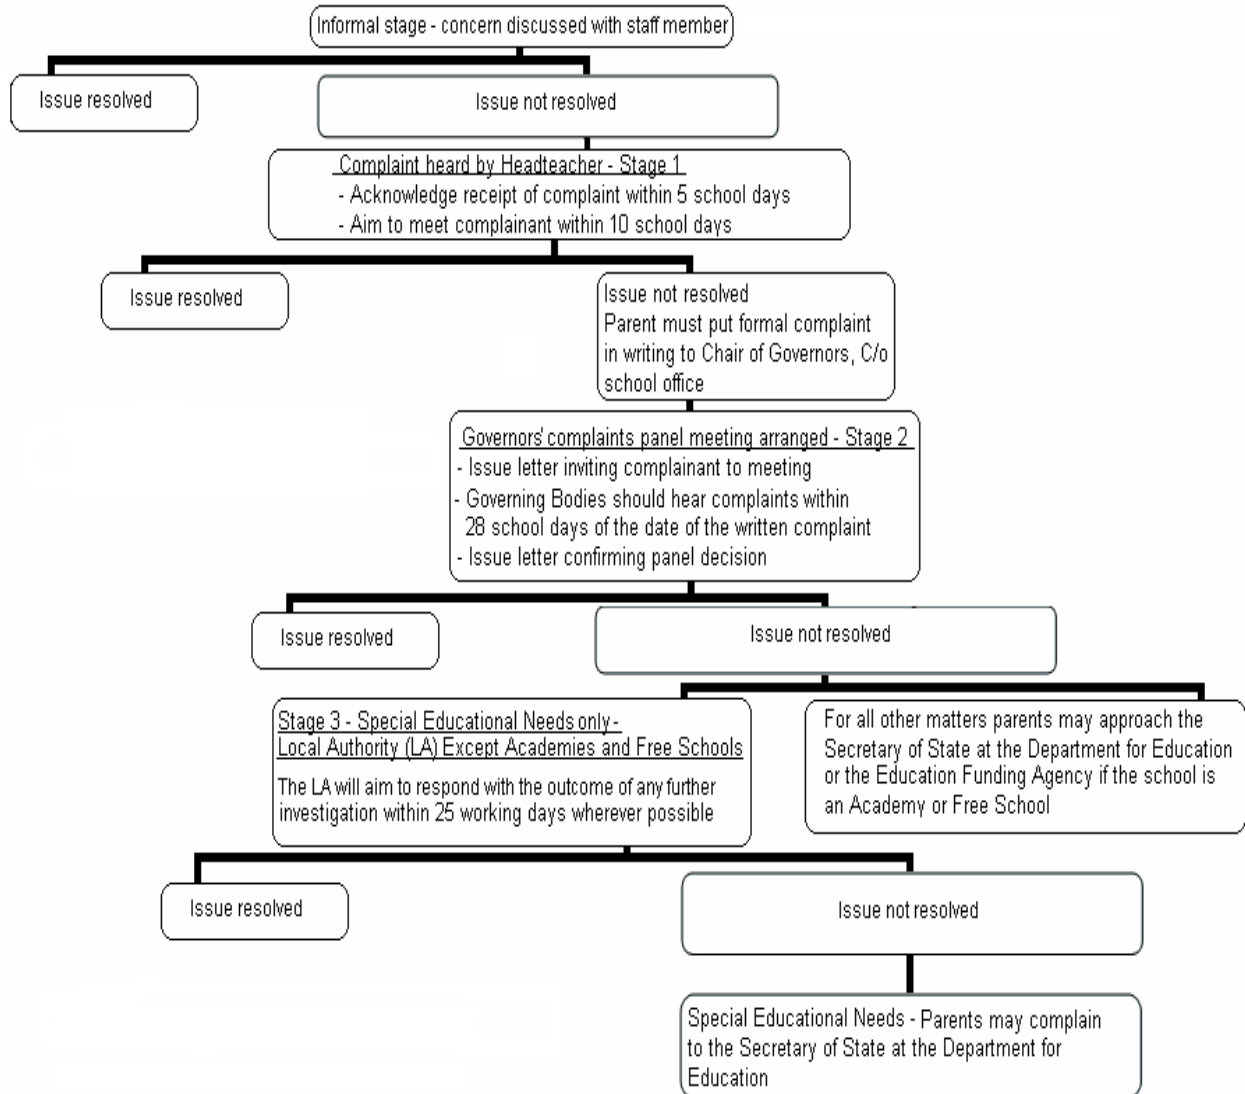 Informal stage - concern discussed with staff member
Issue resolved
Issue not resolved
Complaint heard by Headteacher - Stage 1
- Acknowledge receipt of complaint within 5 school days
- Aim to meet complainant within 10 school days
Issue resolved
Issue not resolved
Parent must put formal complaint
in writing to Chair of Governors, C/o
school office
Governors' complaints panel meeting arranged - Stage 2
- Issue letter inviting complainant to meeting
- Governing Bodies should hear complaints within
28 school days of the date of the written complaint
- Issue letter confirming panel decision
Issue resolved
Issue not resolved
Stage 3 - Special Educational Needs only -
Local Authority (LA) Except Academies and Free Schools
The LA will aim to respond with the outcome of any further
investigation within 25 working days wherever possible
For all other matters parents may approach the
Secretary of State at the Department for Education
or the Education Funding Agency if the school is
an Academy or Free School
Issue resolved
Issue not resolved
Special Educational Needs - Parents may complain
to the Secretary of State at the Department for
Education